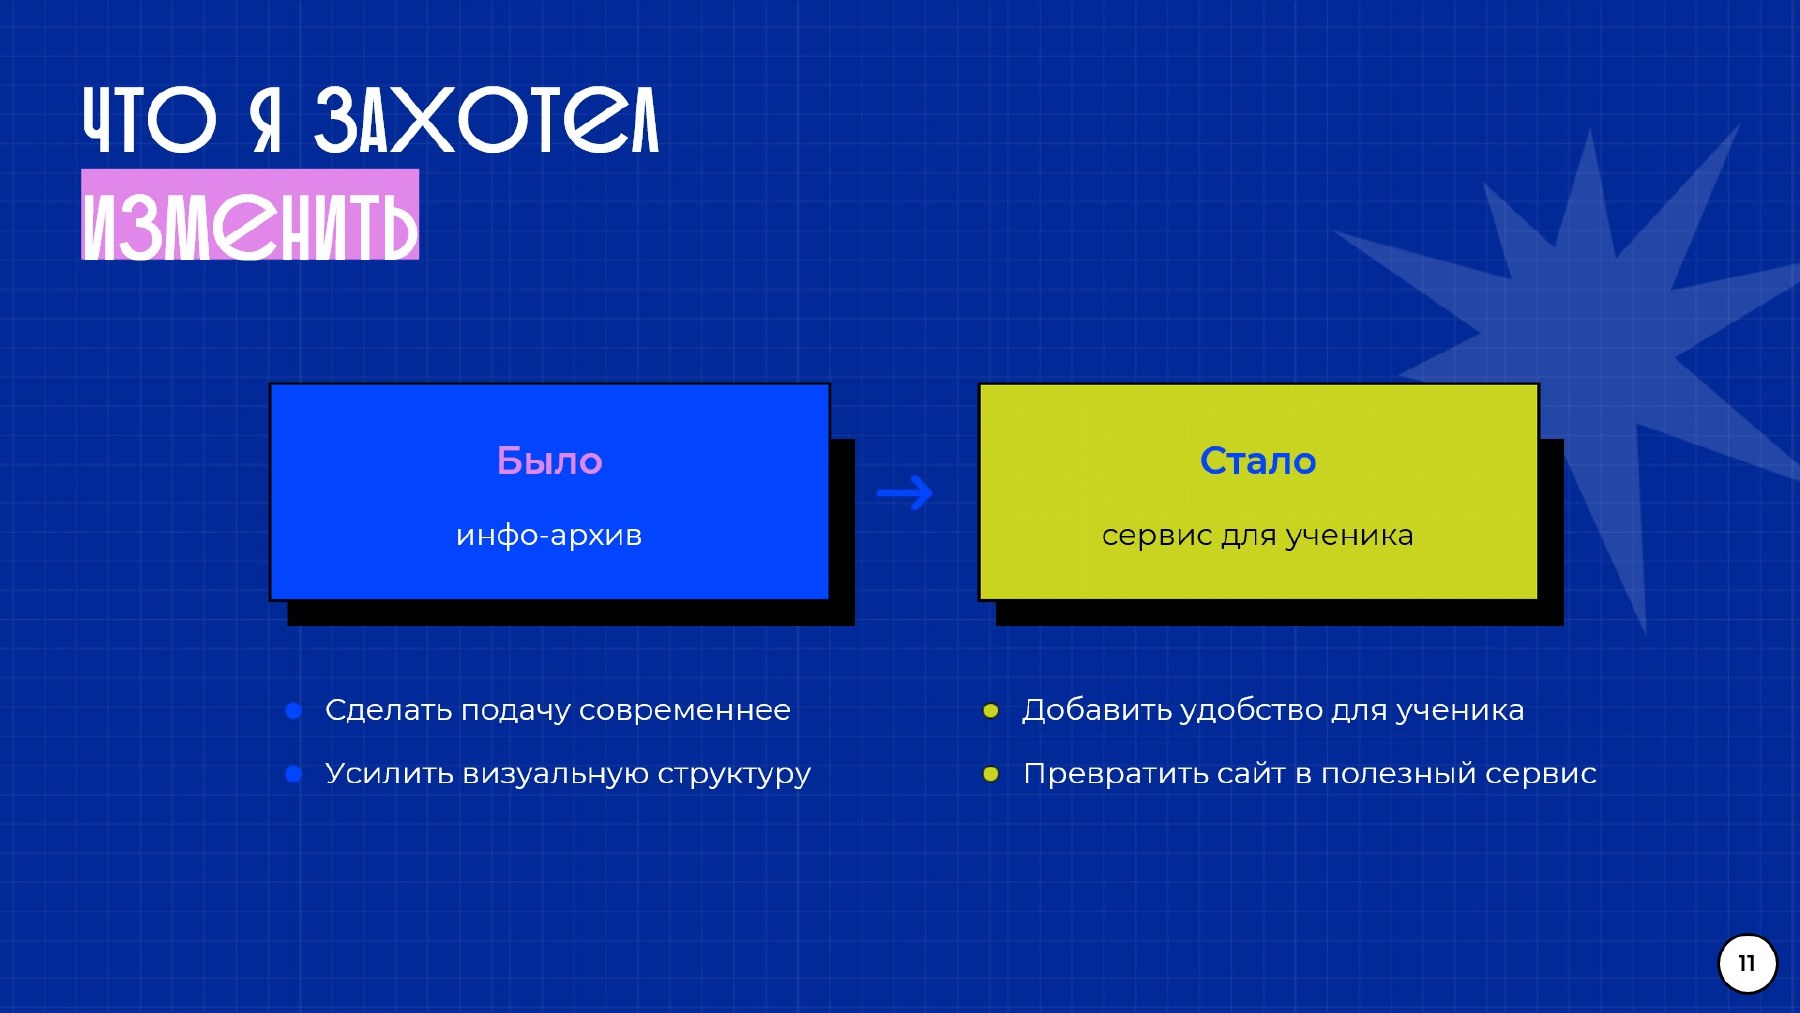 ЧТО Я ЗАХОТЕЛ
ИЗМЕНИТЬ
Было
инфо-архив
Стало
сервис для ученика
Сделать подачу современнее
Усилить визуальную структуру
Добавить удобство для ученика
Превратить сайт в полезный сервис
11